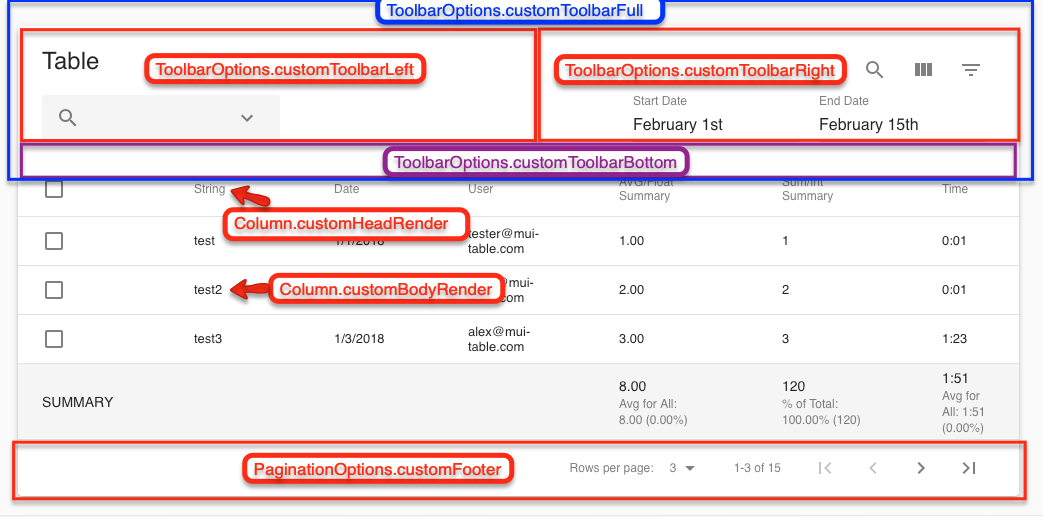 ToolbarOptions.customToolbarFull
Table
ToolbarOptions.customToolbarLeft
ToolbarOptions.customToolbarRight
Start Date
End Date
February 1st
February 15th
ToolbarOptions.customToolbarBottom
String
Date
User
AVG/Float
Summary
Sum/Int
Summary
Time
Column.customHeadRender
test
1/1/2018
tester@mui-
table.com
1.00
1
0:01
test2
Column.customBodyRender
@mui-
.com
2.00
2
0:01
test3
1/3/2018
alex@mui-
table.com
3.00
3
1:23
SUMMARY
8.00
Avg for All:
8.00 (0.00%)
120
% of Total:
100.00% (120)
1:51
Avg for
All: 1:51
(0.00%)
PaginationOptions.customFooter
Rows per page:
3
1-3 of 15